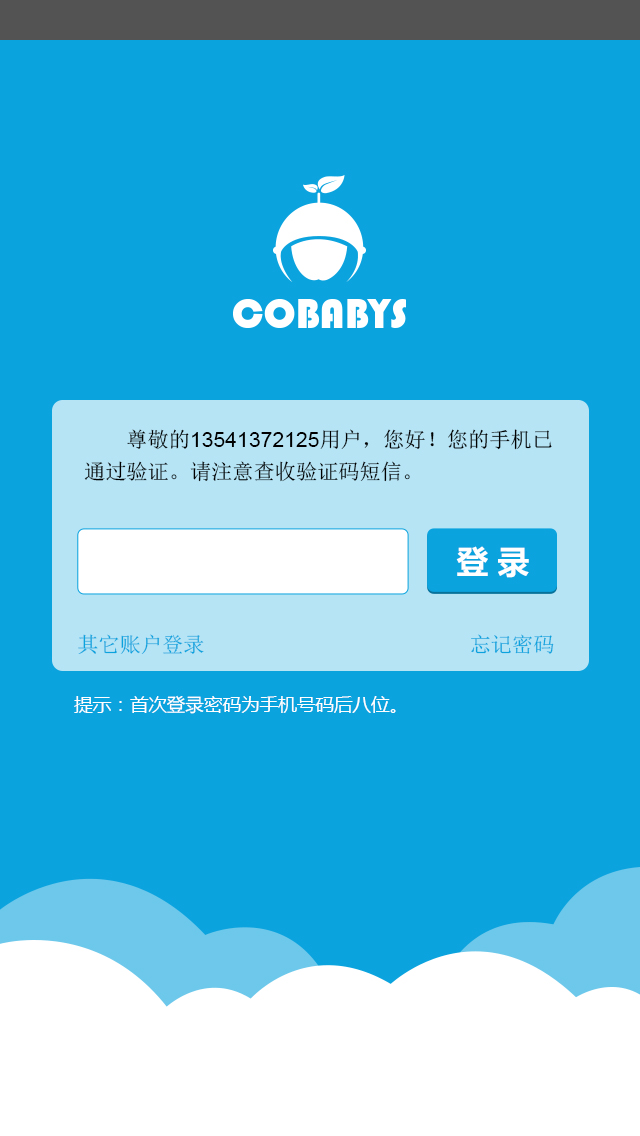 COBABYS
尊敬的13541372125用户，您好！您的手机已
通过验证。请注意查收验证码短信。
登录
其它账户登录 忘记密码
提示：首次登录密码为手机号码后八位。